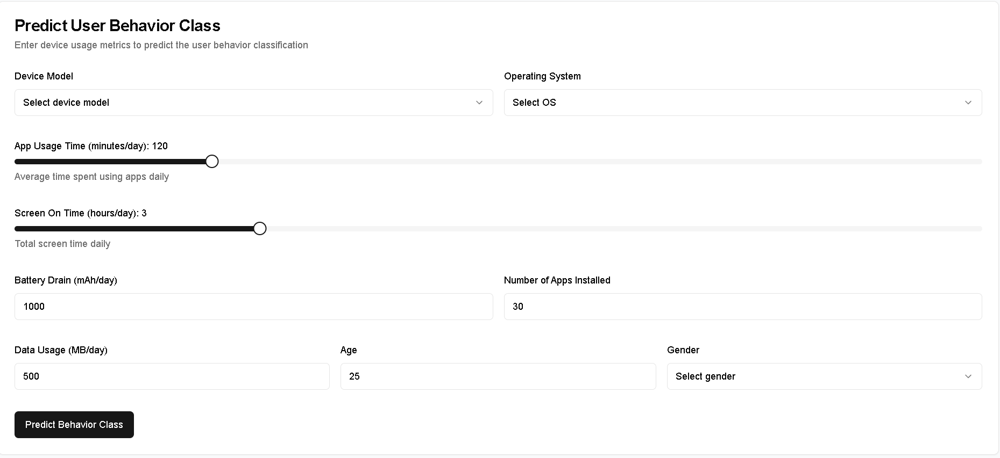 Predict User Behavior Class
Enter device usage metrics to predict the user behavior classification
Device Model
Operating System
Select device model
Select OS
App Usage Time (minutes/day): 120
Average time spent using apps daily
Screen On Time (hours/day): 3
Total screen time daily
Battery Drain (mAh/day)
Number of Apps Installed
1000
30
Data Usage (MB/day)
Age
Gender
500
25
Select gender
Predict Behavior Class